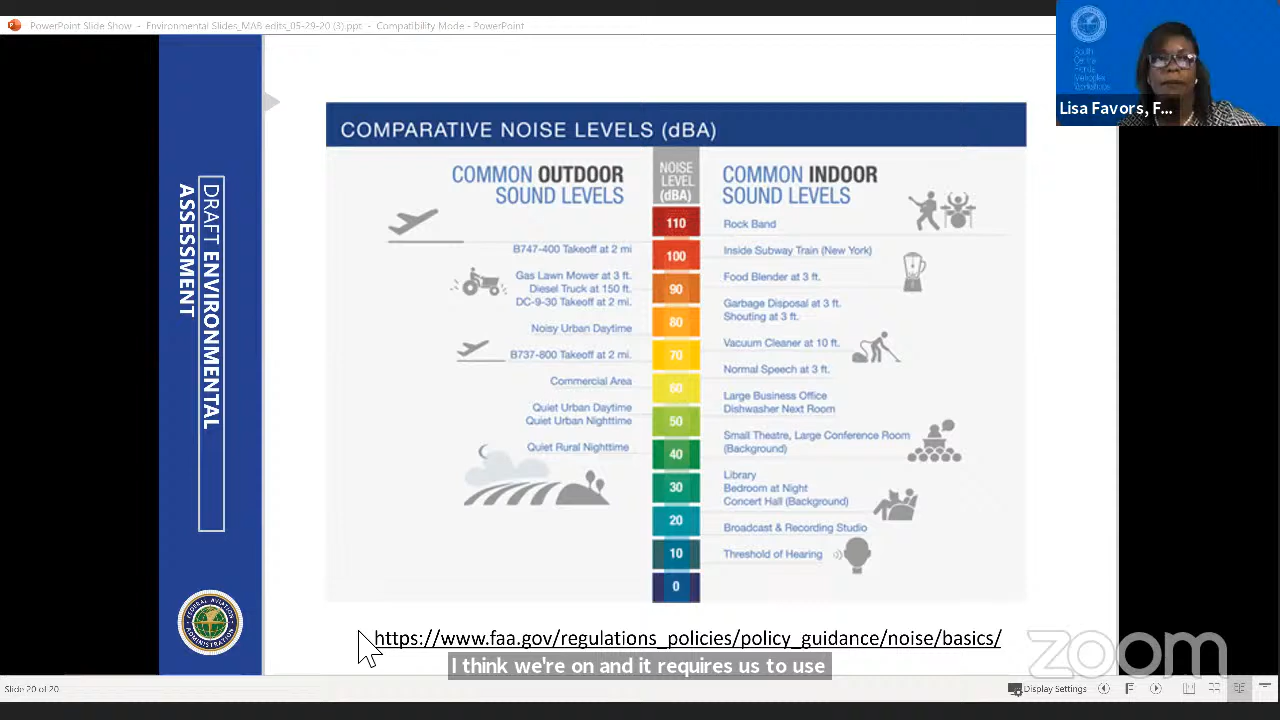 PowerPoint Slide Show - Environmental Slides_MAB edits_05-29-20 (3).ppt - Compatibility Mode - PowerPoint
South
Central
Florida
Metroplex
Workshops
Lisa Favors, F...
DRAFT ENVIRONMENTAL
ASSESSMENT
COMPARATIVE NOISE LEVELS (dBA)
COMMON OUTDOOR
SOUND LEVELS
NOISE
LEVEL
(dBA)
COMMON INDOOR
SOUND LEVELS
110
Rock Band
B747-400 Takeoff at 2 mi
100
Inside Subway Train (New York)
Gas Lawn Mower at 3 ft.
Diesel Truck at 150 ft.
DC-9-30 Takeoff at 2 mi.
90
Food Blender at 3 ft.
Garbage Disposal at 3 ft.
Shouting at 3 ft.
Noisy Urban Daytime
80
Vacuum Cleaner at 10 ft.
B737-800 Takeoff at 2 mi.
70
Normal Speech at 3 ft.
Commercial Area
60
Large Business Office
Dishwasher Next Room
Quiet Urban Daytime
Quiet Urban Nighttime
50
Small Theatre, Large Conference Room
(Background)
Quiet Rural Nighttime
40
Library
Bedroom at Night
Concert Hall (Background)
30
20
Broadcast & Recording Studio
10
Threshold of Hearing
0
FEDERAL AVIATION
ADMINISTRATION
https://www.faa.gov/regulations_policies/policy_guidance/noise/basics/
I think we're on and it requires us to use
zoom
Slide 20 of 20
Display Settings